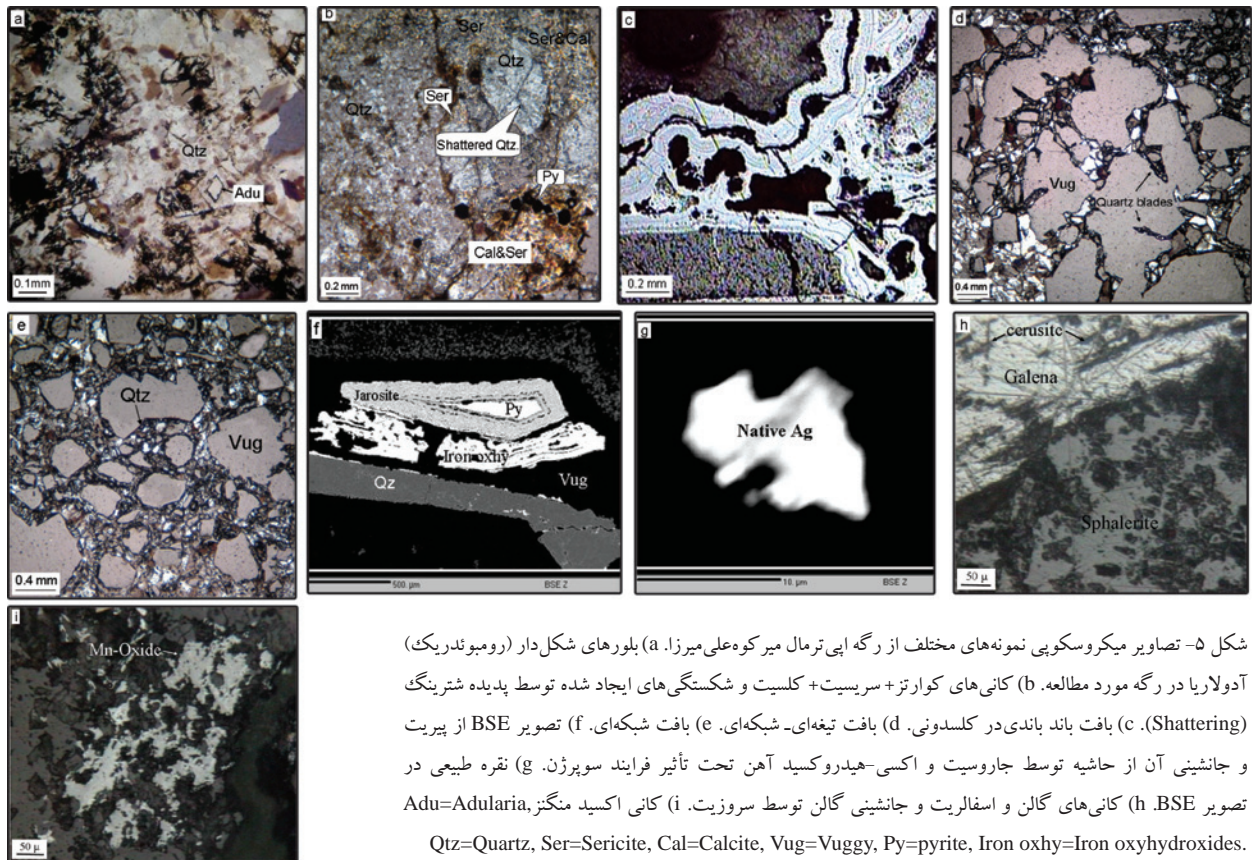 a
Qtz
Adu
0.1mm
b
Ser
Ser&Cal
Qtz
Qtz
Ser
Shattered Qtz.
Py
Cal&Ser
0.2 mm
c
0.2 mm
d
Vug
Quartz blades
0.4 mm
e
Qtz
Vug
0.4 mm
f
Jarosite
Py
Iron oxhy
Vug
Qz
500. µm
BSE Z
g
Native Ag
10. µm
BSE Z
h
cerusite
Galena
Sphalerite
50 µ
i
Mn-Oxide
50 µ
شکل ۵- تصاویر میکروسکوپی نمونه‌های مختلف از رگه اپی‌ترمال میر کوه‌علی‌میرزا. a) بلورهای شکل‌دار (رومبوئدریک)
آدولاریا در رگه مورد مطالعه. b) کانی‌های کوارتز+ سریسیت+ کلسیت و شکستگی‌های ایجاد شده توسط پدیده شترینگ
(Shattering). c) بافت باند باندی‌در کلسدونی. d) بافت تیغه‌ای- شبکه‌ای. e) بافت شبکه‌ای. f) تصویر BSE از پیریت
و جانشینی آن از حاشیه توسط جاروسیت و اکسی-هیدروکسید آهن تحت تأثیر فرایند سوپرژن. g) نقره طبیعی در
تصویر BSE. h) کانی‌های گالن و اسفالریت و جانشینی گالن توسط سروزیت. i) کانی اکسید منگنز,Adu=Adularia
Qtz=Quartz, Ser=Sericite, Cal=Calcite, Vug=Vuggy, Py=pyrite, Iron oxhy=Iron oxyhydroxides.